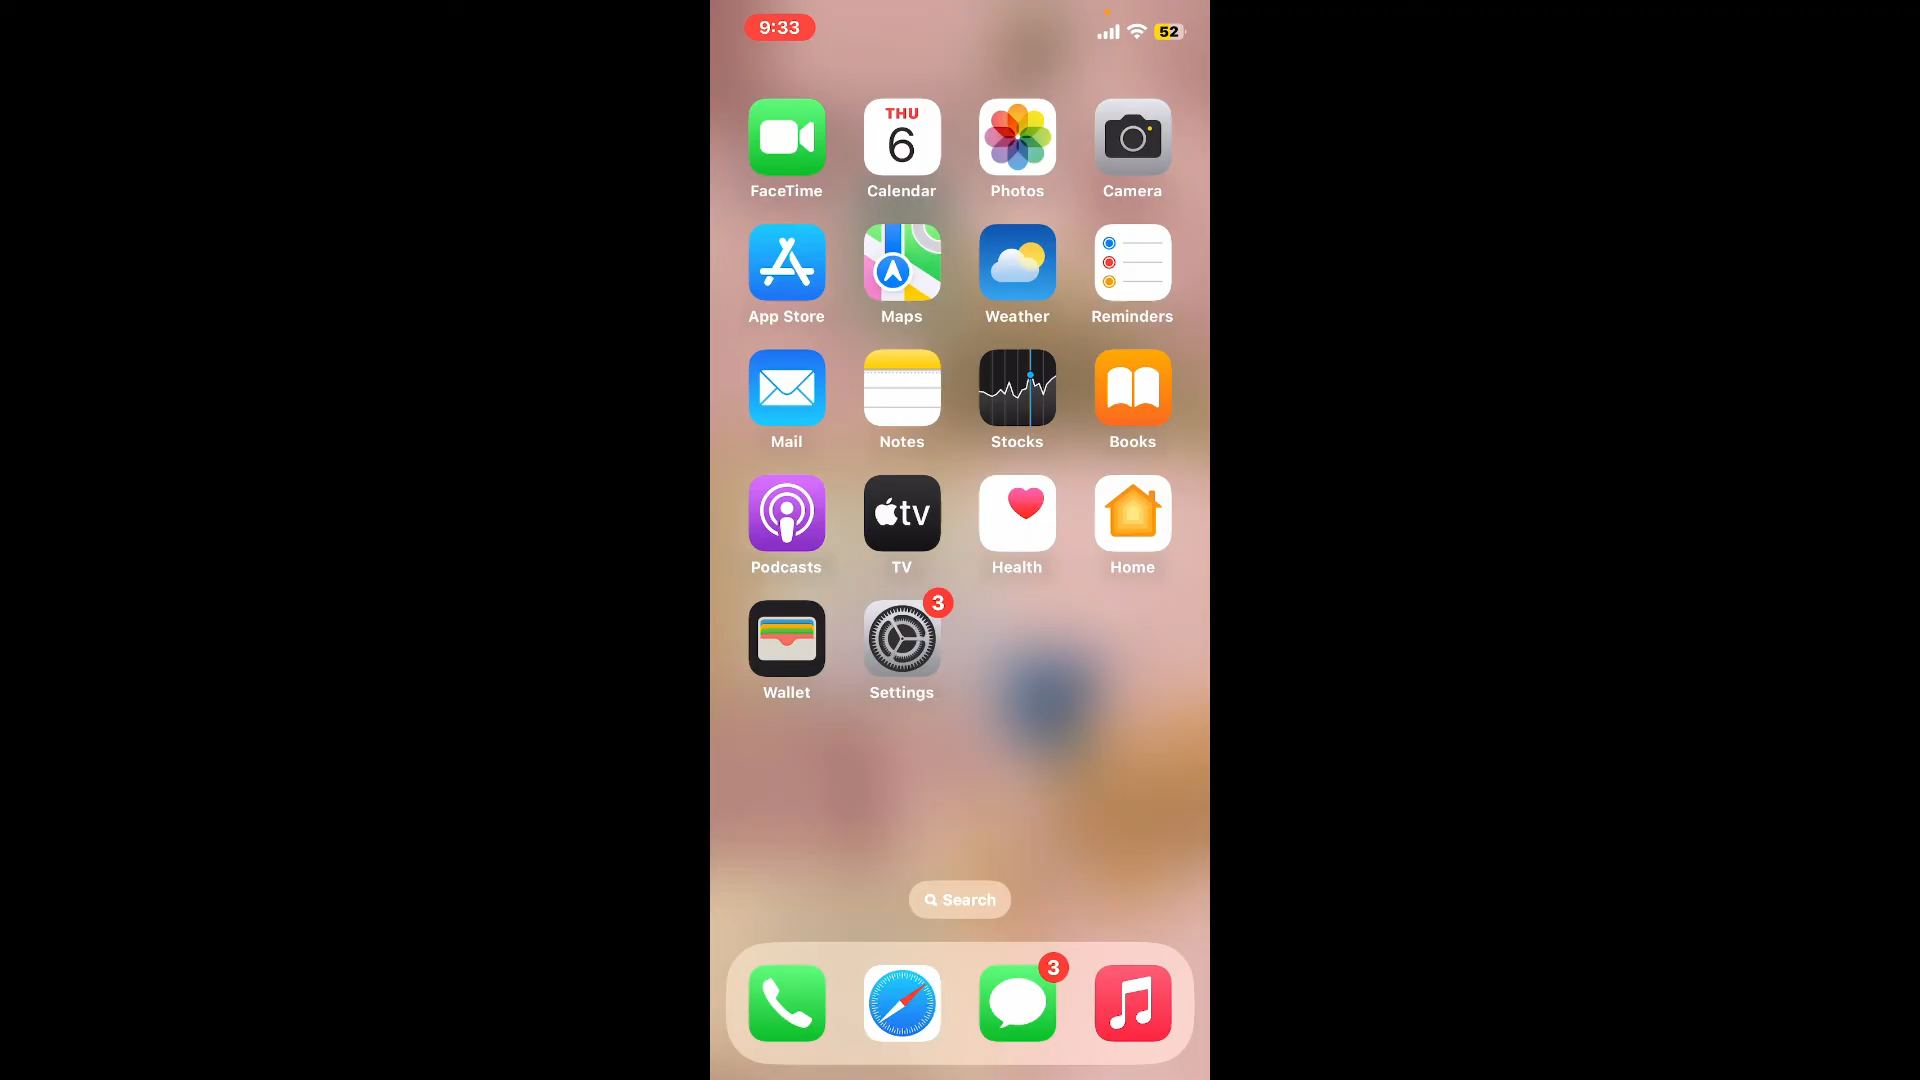 9:33
52
THU
6
FaceTime
Calendar
Photos
Camera
App Store
Maps
Weather
Reminders
Mail
Notes
Stocks
Books
tv
Podcasts
TV
Health
Home
3
Wallet
Settings
Search
3